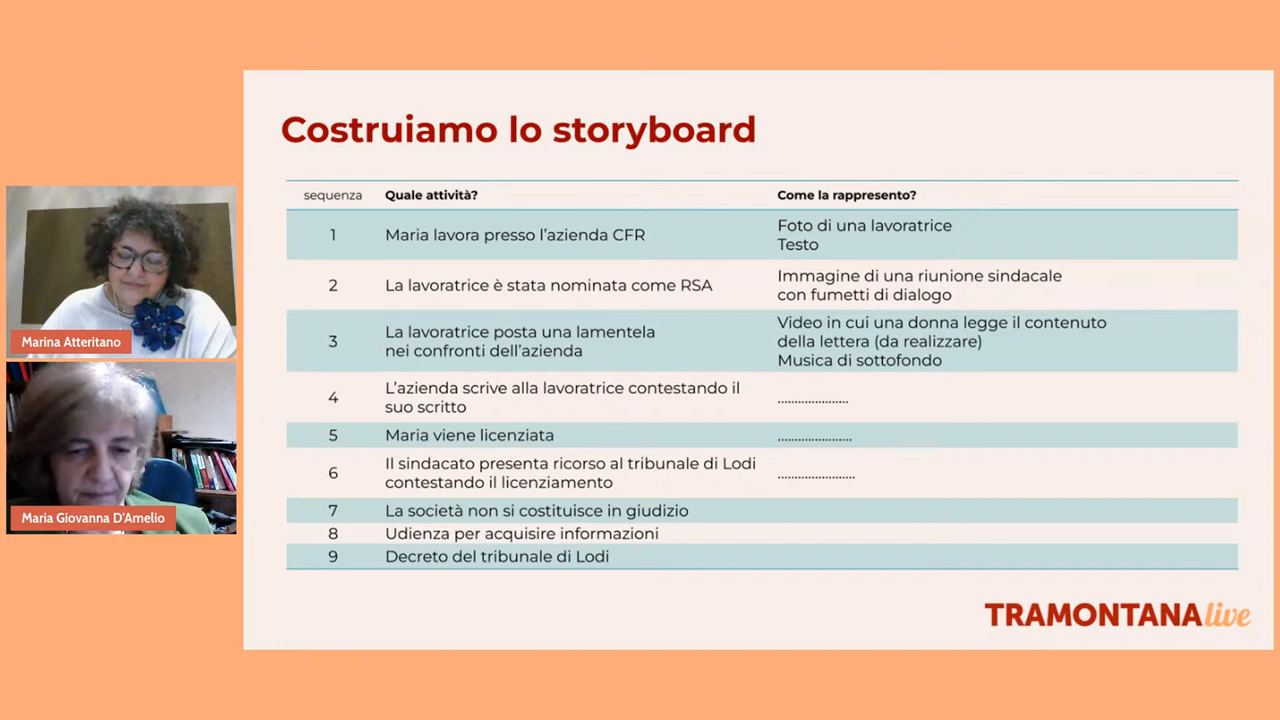 Costruiamo lo storyboard
sequenza Quale attività? Come la rappresento?
1 Maria lavora presso l'azienda CFR Foto di una lavoratrice
Testo
2 La lavoratrice è stata nominata come RSA Immagine di una riunione sindacale
con fumetti di dialogo
3 La lavoratrice posta una lamentela
nei confronti dell'azienda
Video in cui una donna legge il contenuto
della lettera (da realizzare)
Musica di sottofondo
4 L'azienda scrive alla lavoratrice contestando il
suo scritto
.....................
5 Maria viene licenziata ......................
6 Il sindacato presenta ricorso al tribunale di Lodi
contestando il licenziamento
.......................
7 La società non si costituisce in giudizio
8 Udienza per acquisire informazioni
9 Decreto del tribunale di Lodi
TRAMONTANA live
Marina Atteritano
Maria Giovanna D'Amelio